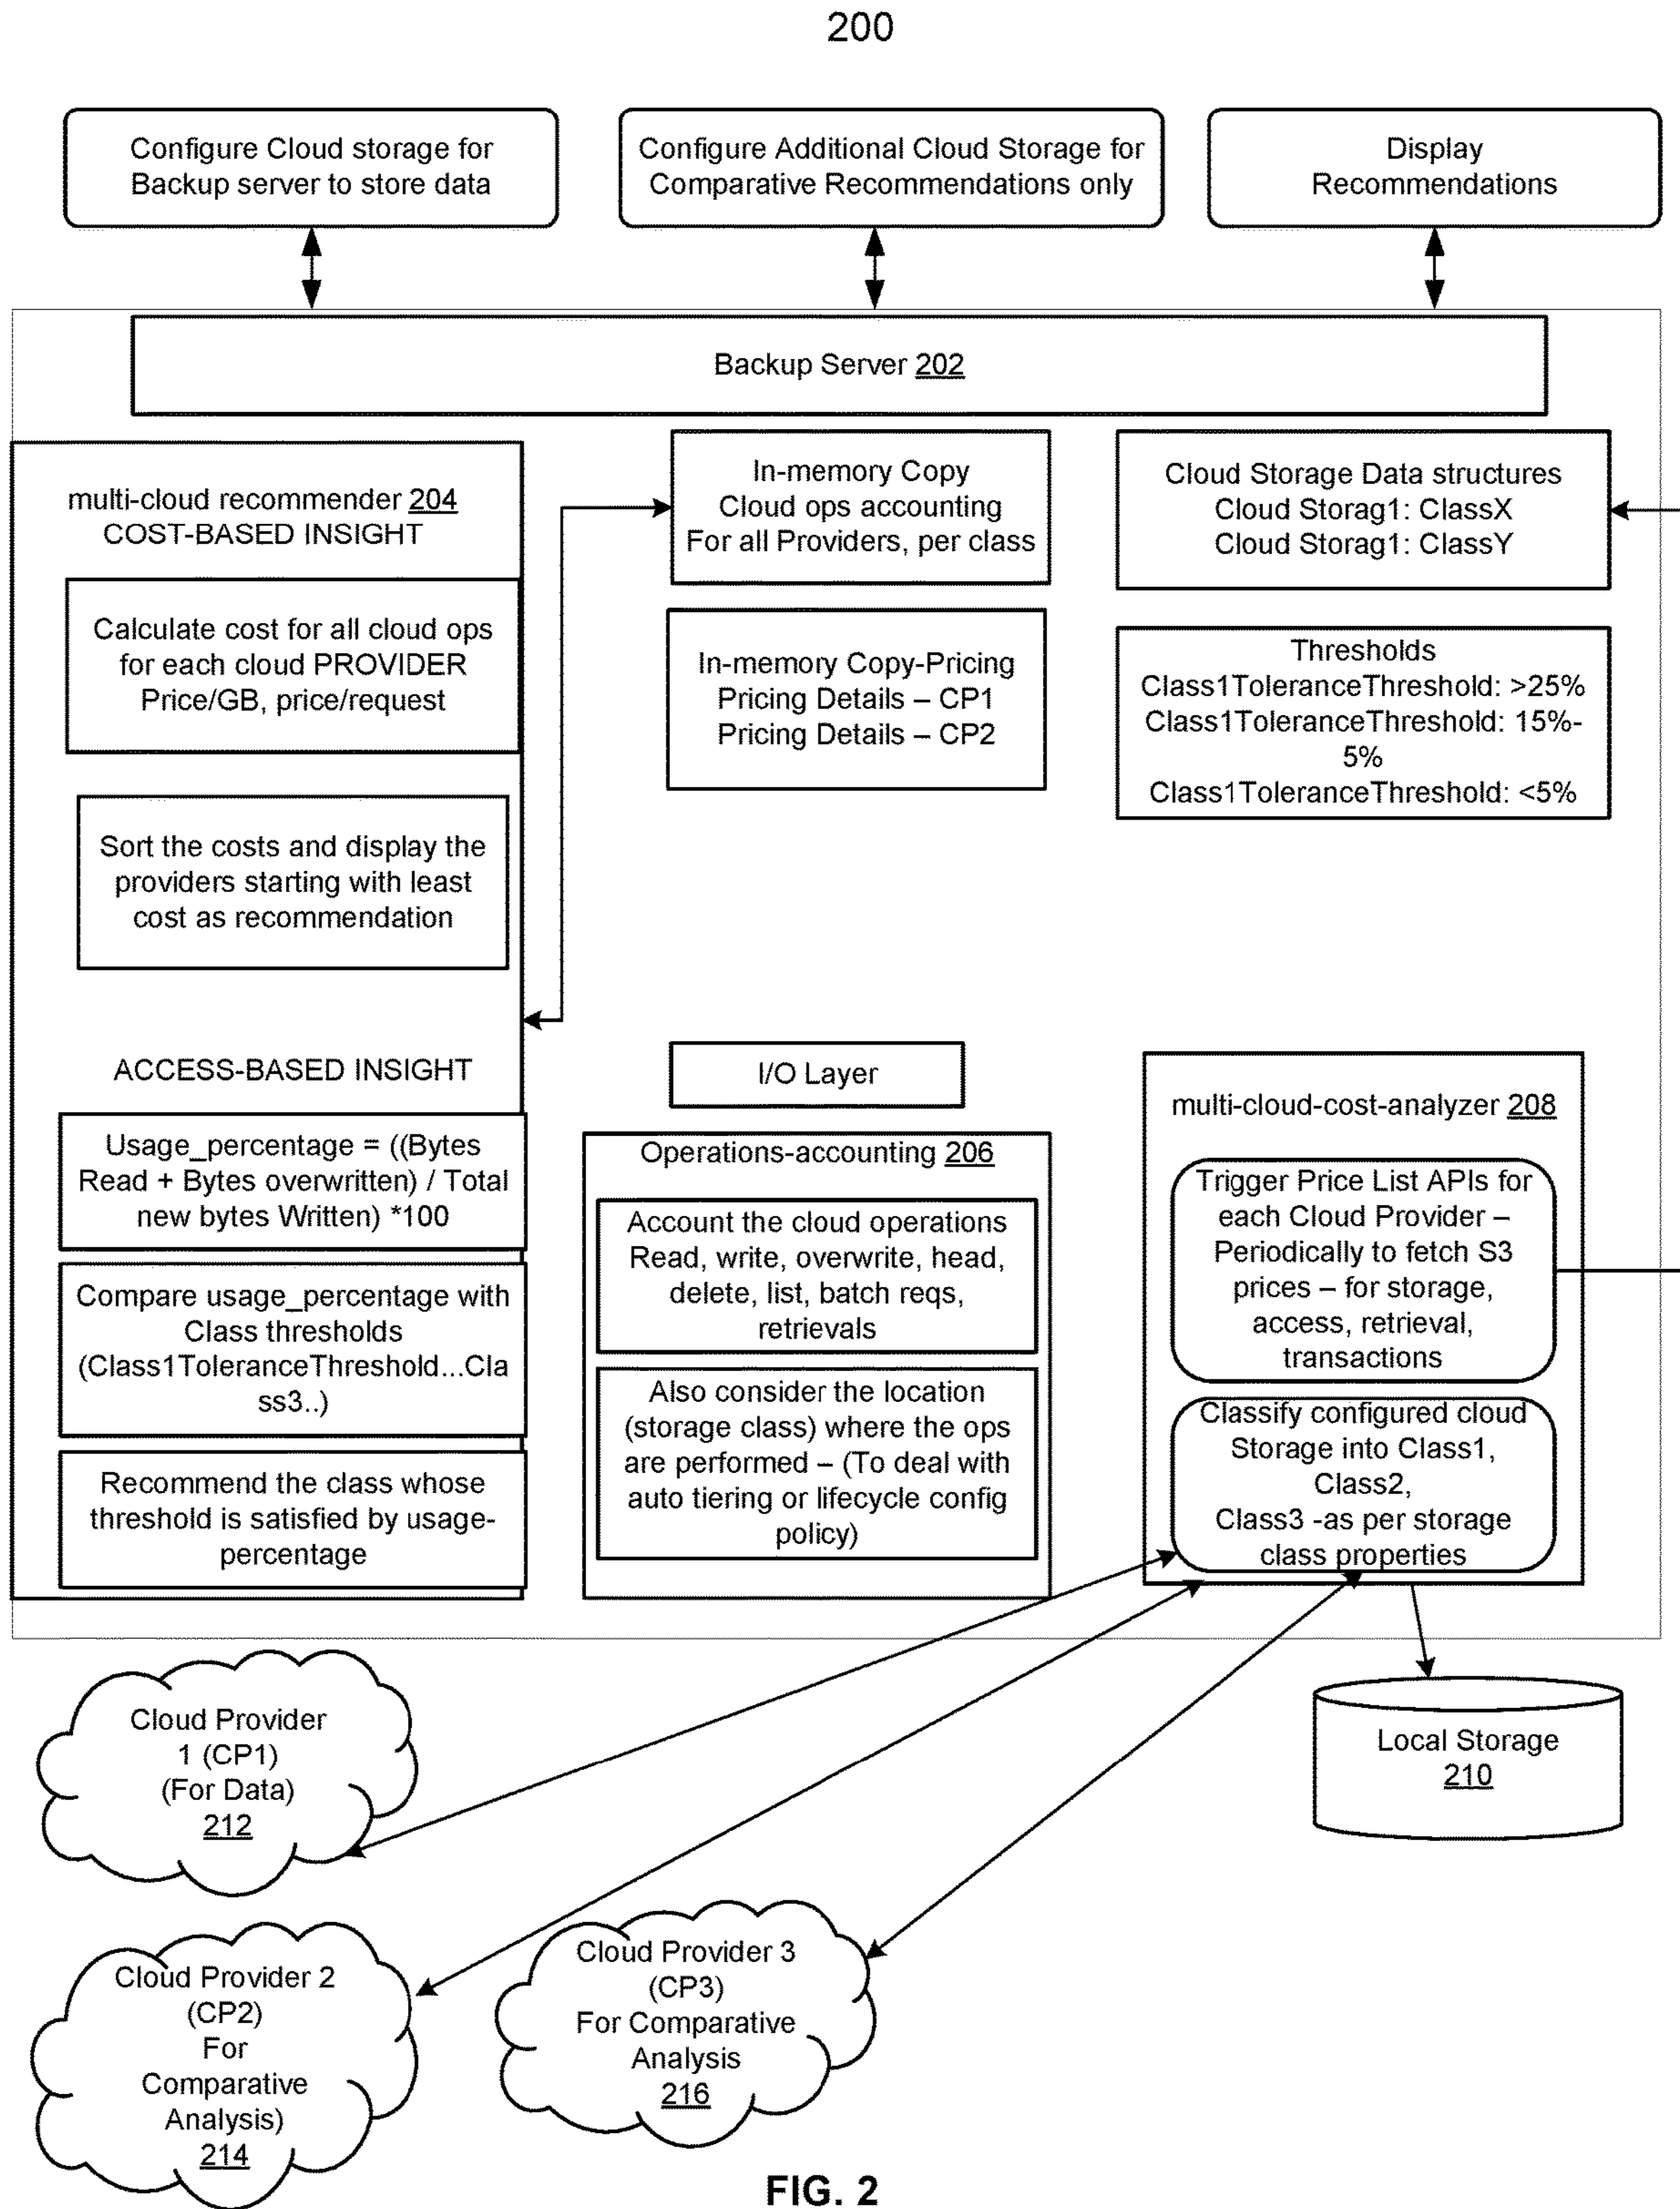 200
Configure Cloud storage for
Backup server to store data
Configure Additional Cloud Storage for
Comparative Recommendations only
Display
Recommendations
Backup Server 202
multi-cloud recommender 204
COST-BASED INSIGHT
Calculate cost for all cloud ops
for each cloud PROVIDER
Price/GB, price/request
Sort the costs and display the
providers starting with least
cost as recommendation
ACCESS-BASED INSIGHT
Usage_percentage = ((Bytes
Read + Bytes overwritten) / Total
new bytes Written) *100
Compare usage_percentage with
Class thresholds
(Class1ToleranceThreshold...Cla
ss3..)
Recommend the class whose
threshold is satisfied by usage-
percentage
In-memory Copy
Cloud ops accounting
For all Providers, per class
In-memory Copy-Pricing
Pricing Details – CP1
Pricing Details – CP2
Cloud Storage Data structures
Cloud Storag1: ClassX
Cloud Storag1: ClassY
Thresholds
Class1ToleranceThreshold: >25%
Class1ToleranceThreshold: 15%-
5%
Class1ToleranceThreshold: <5%
I/O Layer
Operations-accounting 206
Account the cloud operations
Read, write, overwrite, head,
delete, list, batch reqs,
retrievals
Also consider the location
(storage class) where the ops
are performed – (To deal with
auto tiering or lifecycle config
policy)
multi-cloud-cost-analyzer 208
Trigger Price List APIs for
each Cloud Provider –
Periodically to fetch S3
prices – for storage,
access, retrieval,
transactions
Classify configured cloud
Storage into Class1,
Class2,
Class3 -as per storage
class properties
Cloud Provider
1 (CP1)
(For Data)
212
Local Storage
210
Cloud Provider 2
(CP2)
For
Comparative
Analysis)
214
Cloud Provider 3
(CP3)
For Comparative
Analysis
216
FIG. 2